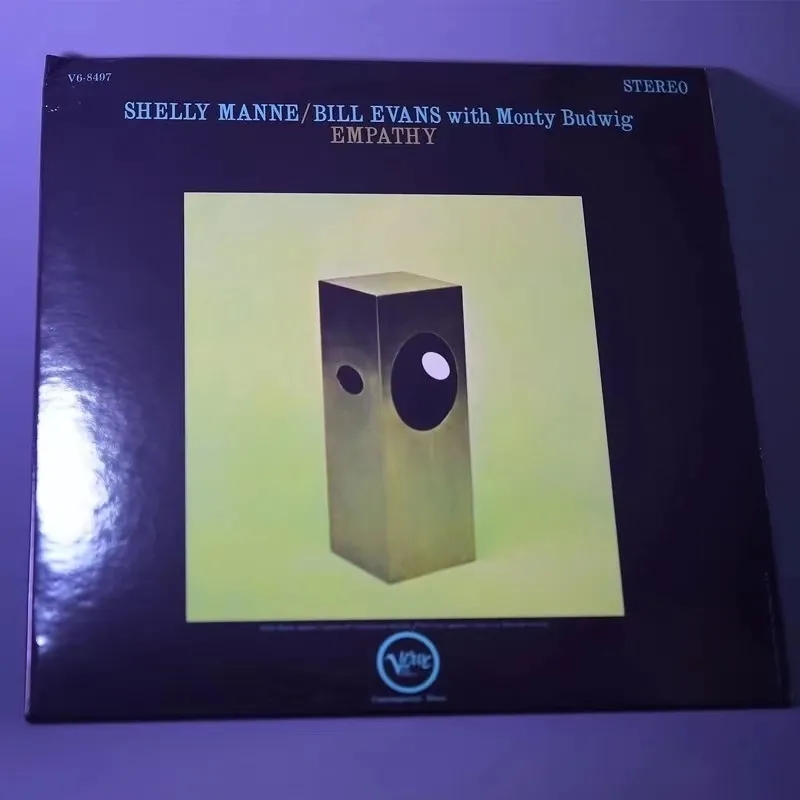 V6-8497
STEREO
SHELLY MANNE/BILL EVANS with Monty Budwig
EMPATHY
Verve